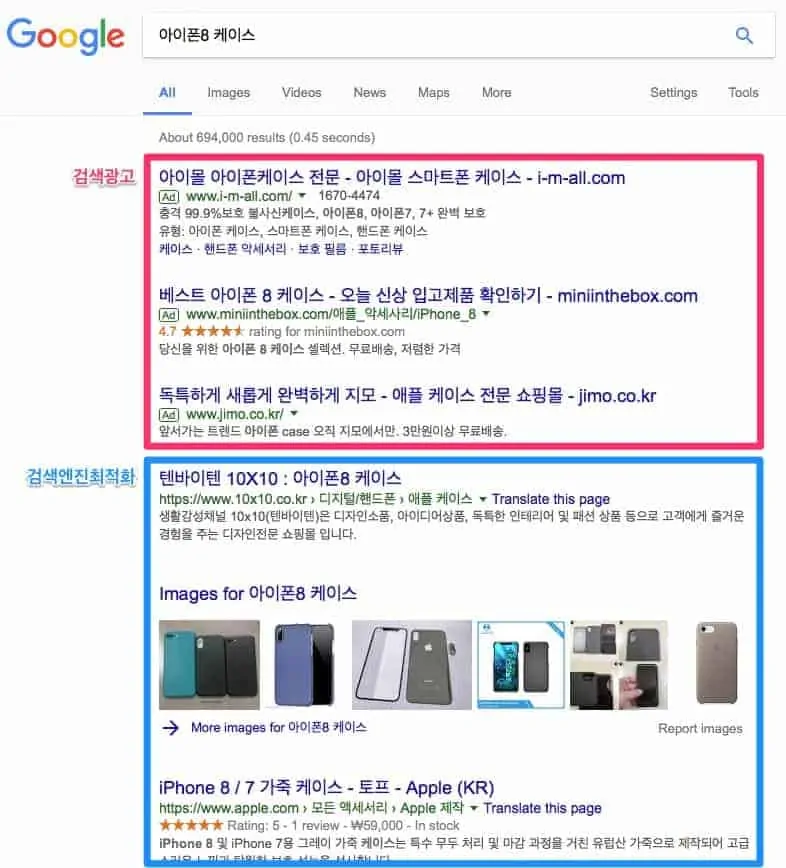 Google
아이폰8 케이스
All Images Videos News Maps More Settings Tools
About 694,000 results (0.45 seconds)
검색광고
아이몰 아이폰케이스 전문 - 아이몰 스마트폰 케이스 - i-m-all.com
Ad www.i-m-all.com/ 1670-4474
충격 99.9%보호 불사신케이스, 아이폰8, 아이폰7, 7+ 완벽 보호
유형: 아이폰 케이스, 스마트폰 케이스, 핸드폰 케이스
케이스 · 핸드폰 악세서리 · 보호 필름 · 포토리뷰
베스트 아이폰 8 케이스 - 오늘 신상 입고제품 확인하기 - miniinthebox.com
Ad www.miniinthebox.com/애플_악세사리/iPhone_8
4.7 ★★★★★ rating for miniinthebox.com
당신을 위한 아이폰 8 케이스 셀렉션. 무료배송, 저렴한 가격
독특하게 새롭게 완벽하게 지모 - 애플 케이스 전문 쇼핑몰 - jimo.co.kr
Ad www.jimo.co.kr/
앞서가는 트렌드 아이폰 case 오직 지모에서만. 3만원이상 무료배송.
검색엔진최적화
텐바이텐 10X10 : 아이폰8 케이스
https://www.10x10.co.kr › 디지털/핸드폰 › 애플 케이스 Translate this page
생활감성채널 10x10(텐바이텐)은 디자인소품, 아이디어상품, 독특한 인테리어 및 패션 상품 등으로 고객에게 즐거운
경험을 주는 디자인전문 쇼핑몰 입니다.
Images for 아이폰8 케이스
More images for 아이폰8 케이스 Report images
iPhone 8 / 7 가죽 케이스 - 토프 - Apple (KR)
https://www.apple.com › 모든 액세서리 › Apple 제작 Translate this page
★★★★★ Rating: 5 - 1 review - ₩59,000 - In stock
iPhone 8 및 iPhone 7용 그레이 가죽 케이스는 특수 무두 처리 및 마감 과정을 거친 유럽산 가죽으로 제작되어 고급